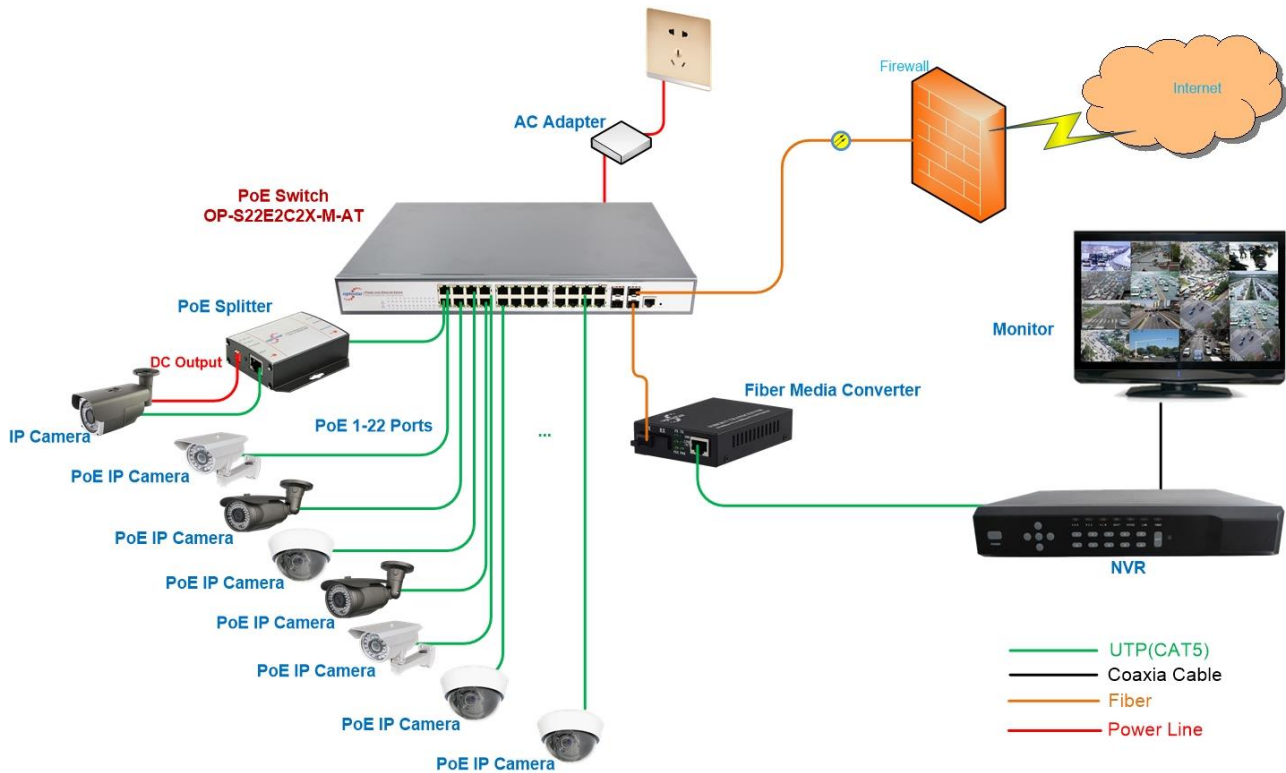 Firewall
Internet
AC Adapter
PoE Switch
OP-S22E2C2X-M-AT
PoE Splitter
Monitor
DC Output
Fiber Media Converter
IP Camera
PoE 1-22 Ports
...
PoE IP Camera
PoE IP Camera
PoE IP Camera
PoE IP Camera
PoE IP Camera
PoE IP Camera
PoE IP Camera
NVR
UTP(CAT5)
Coaxia Cable
Fiber
Power Line